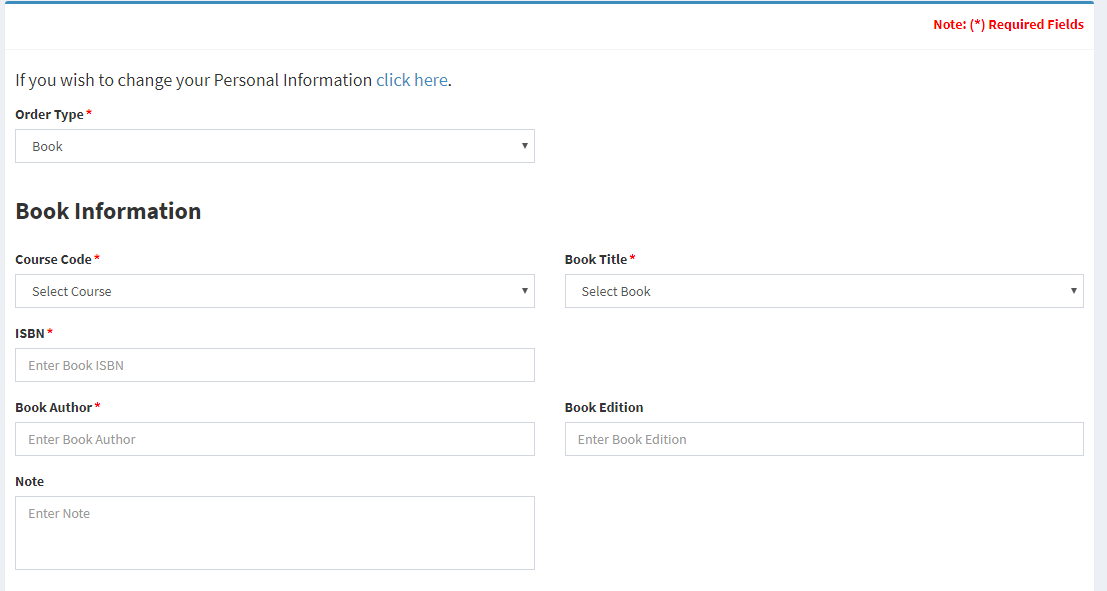 Note: (*) Required Fields
If you wish to change your Personal Information click here.
Order Type *
Book
Book Information
Course Code *
Book Title *
Select Course
Select Book
ISBN *
Enter Book ISBN
Book Author *
Book Edition
Enter Book Author
Enter Book Edition
Note
Enter Note